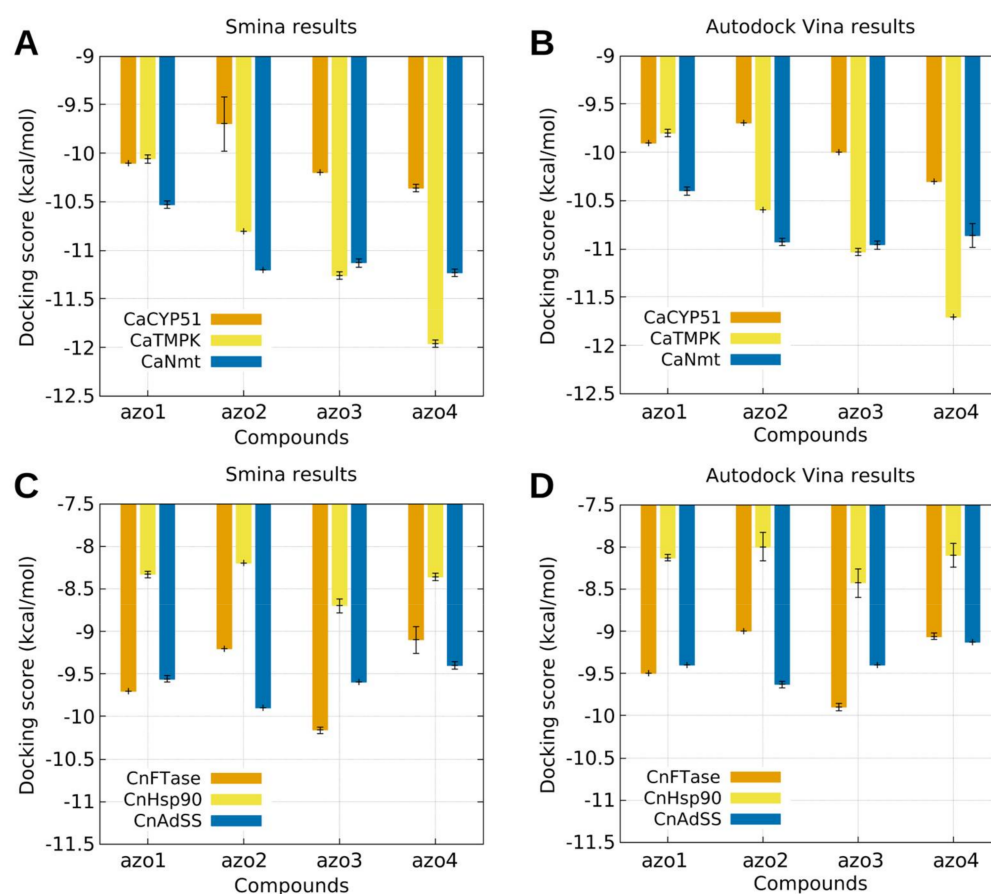 A
Smina results
Docking score (kcal/mol)
-9
-9.5
-10
-10.5
-11
-11.5
-12
-12.5
CaCYP51
CaTMPK
CaNmt
azo1 azo2 azo3 azo4
Compounds
B
Autodock Vina results
Docking score (kcal/mol)
-9
-9.5
-10
-10.5
-11
-11.5
-12
-12.5
CaCYP51
CaTMPK
CaNmt
azo1 azo2 azo3 azo4
Compounds
C
Smina results
Docking score (kcal/mol)
-7.5
-8
-8.5
-9
-9.5
-10
-10.5
-11
-11.5
CnFTase
CnHsp90
CnAdSS
azo1 azo2 azo3 azo4
Compounds
D
Autodock Vina results
Docking score (kcal/mol)
-7.5
-8
-8.5
-9
-9.5
-10
-10.5
-11
-11.5
CnFTase
CnHsp90
CnAdSS
azo1 azo2 azo3 azo4
Compounds